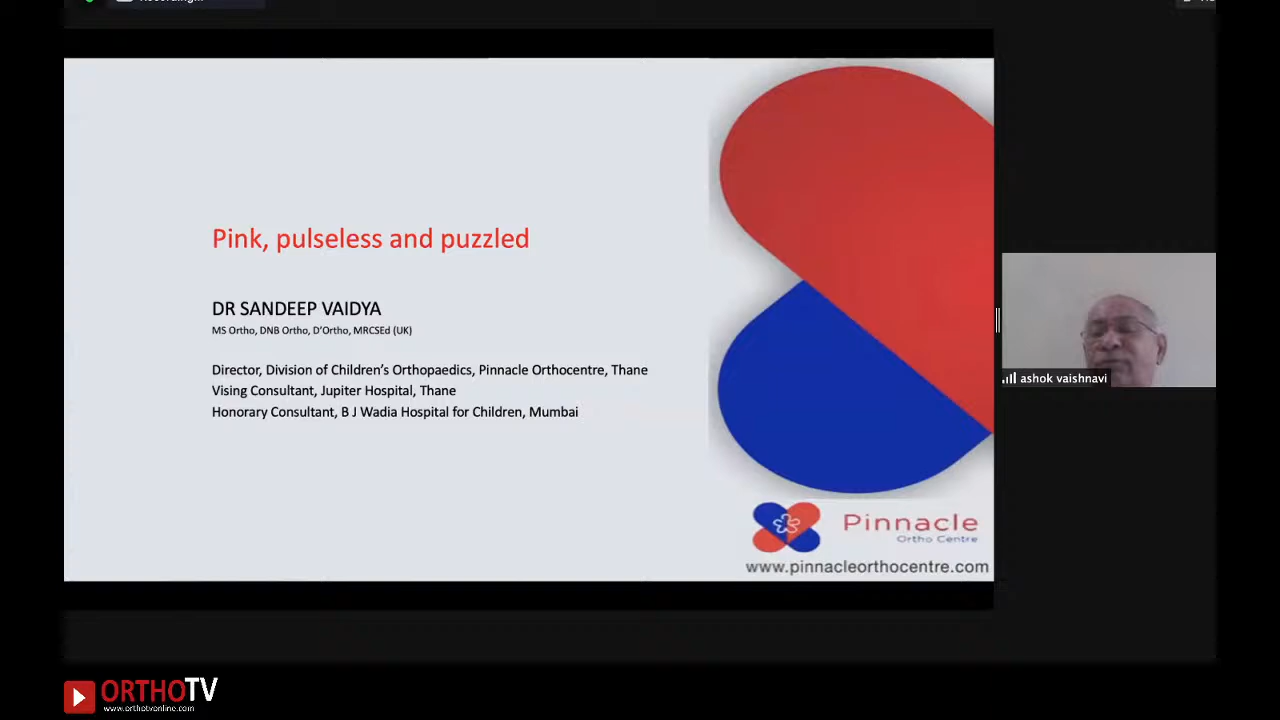 Pink, pulseless and puzzled
DR SANDEEP VAIDYA
MS Ortho, DNB Ortho, D'Ortho, MRCSEd (UK)
Director, Division of Children's Orthopaedics, Pinnacle Orthocentre, Thane
Vising Consultant, Jupiter Hospital, Thane
Honorary Consultant, B J Wadia Hospital for Children, Mumbai
Pinnacle
Ortho Centre
www.pinnacleorthocentre.com
ashok vaishnavi
ORTHOTV
www.orthotvonline.com